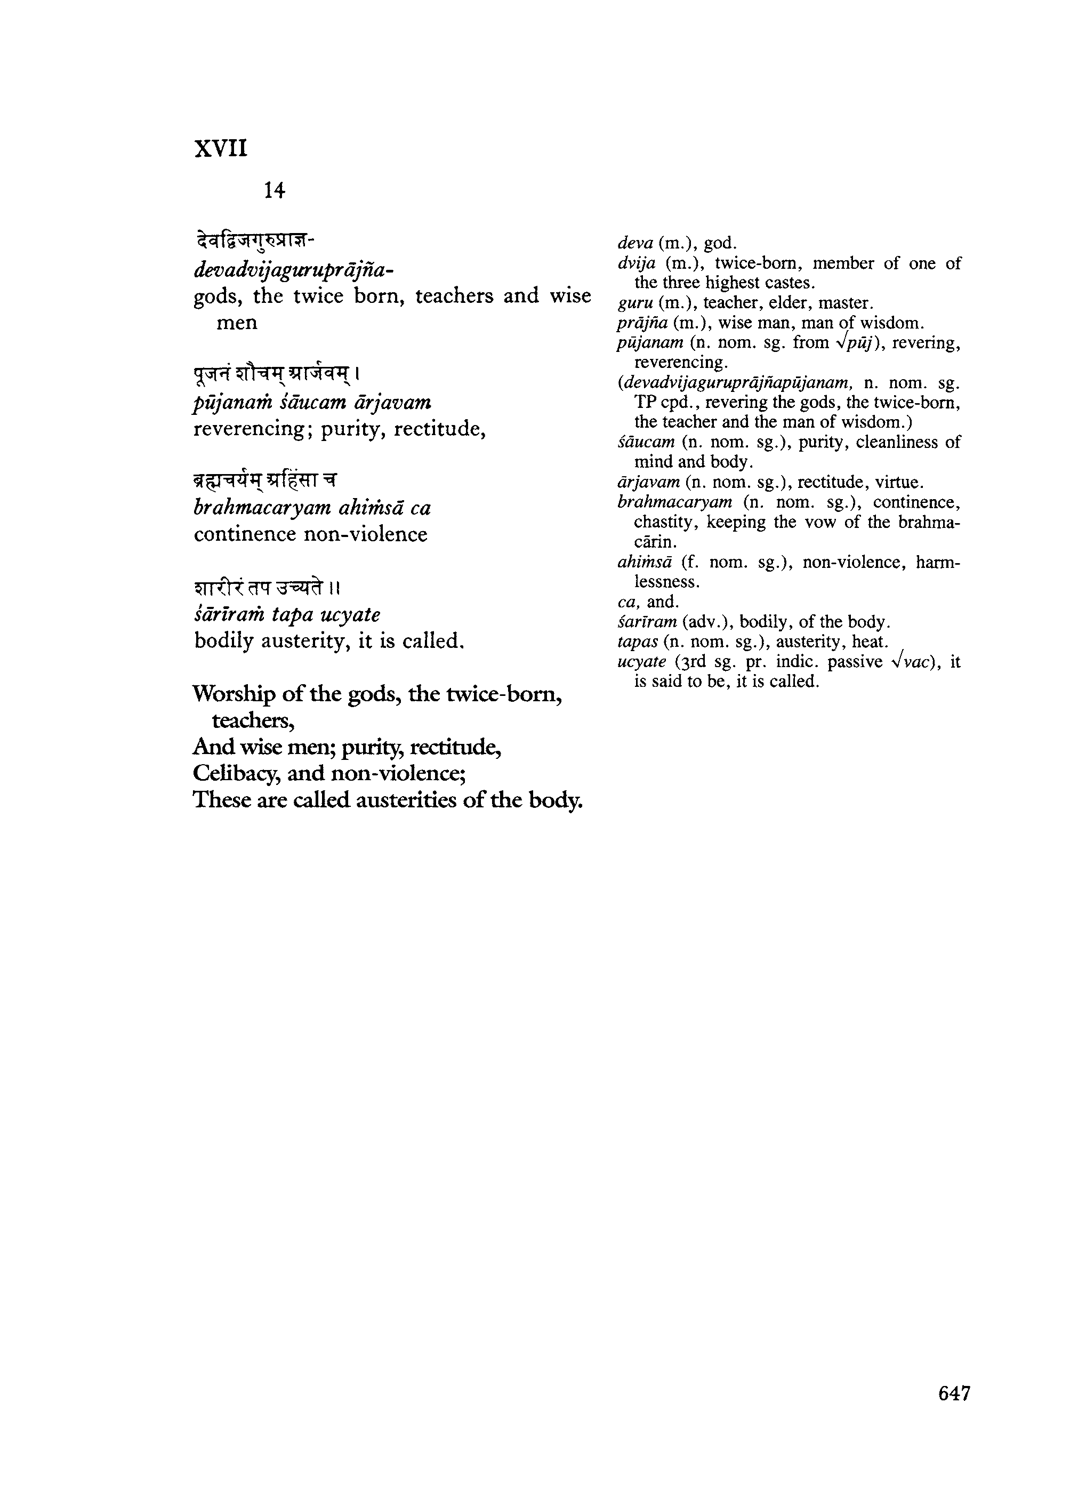 XVII
14
देवद्विजगुरुप्राज्ञ-
devadvijaguruprājña-
gods, the twice born, teachers and wise
men
पूजनं शौचम् आर्जवम् ।
pūjanaṁ śāucam ārjavam
reverencing; purity, rectitude,
ब्रह्मचर्यम् अहिंसा च
brahmacaryam ahiṁsā ca
continence non-violence
शारीरं तप उच्यते ॥
śārīraṁ tapa ucyate
bodily austerity, it is called.
Worship of the gods, the twice-born,
teachers,
And wise men; purity, rectitude,
Celibacy, and non-violence;
These are called austerities of the body.
deva (m.), god.
dvija (m.), twice-born, member of one of
the three highest castes.
guru (m.), teacher, elder, master.
prājña (m.), wise man, man of wisdom.
pūjanam (n. nom. sg. from √pūj), revering,
reverencing.
(devadvijaguruprājñapūjanam, n. nom. sg.
TP cpd., revering the gods, the twice-born,
the teacher and the man of wisdom.)
śāucam (n. nom. sg.), purity, cleanliness of
mind and body.
ārjavam (n. nom. sg.), rectitude, virtue.
brahmacaryam (n. nom. sg.), continence,
chastity, keeping the vow of the brahma-
cārin.
ahiṁsā (f. nom. sg.), non-violence, harm-
lessness.
ca, and.
śarīram (adv.), bodily, of the body.
tapas (n. nom. sg.), austerity, heat.
ucyate (3rd sg. pr. indic. passive √vac), it
is said to be, it is called.
647